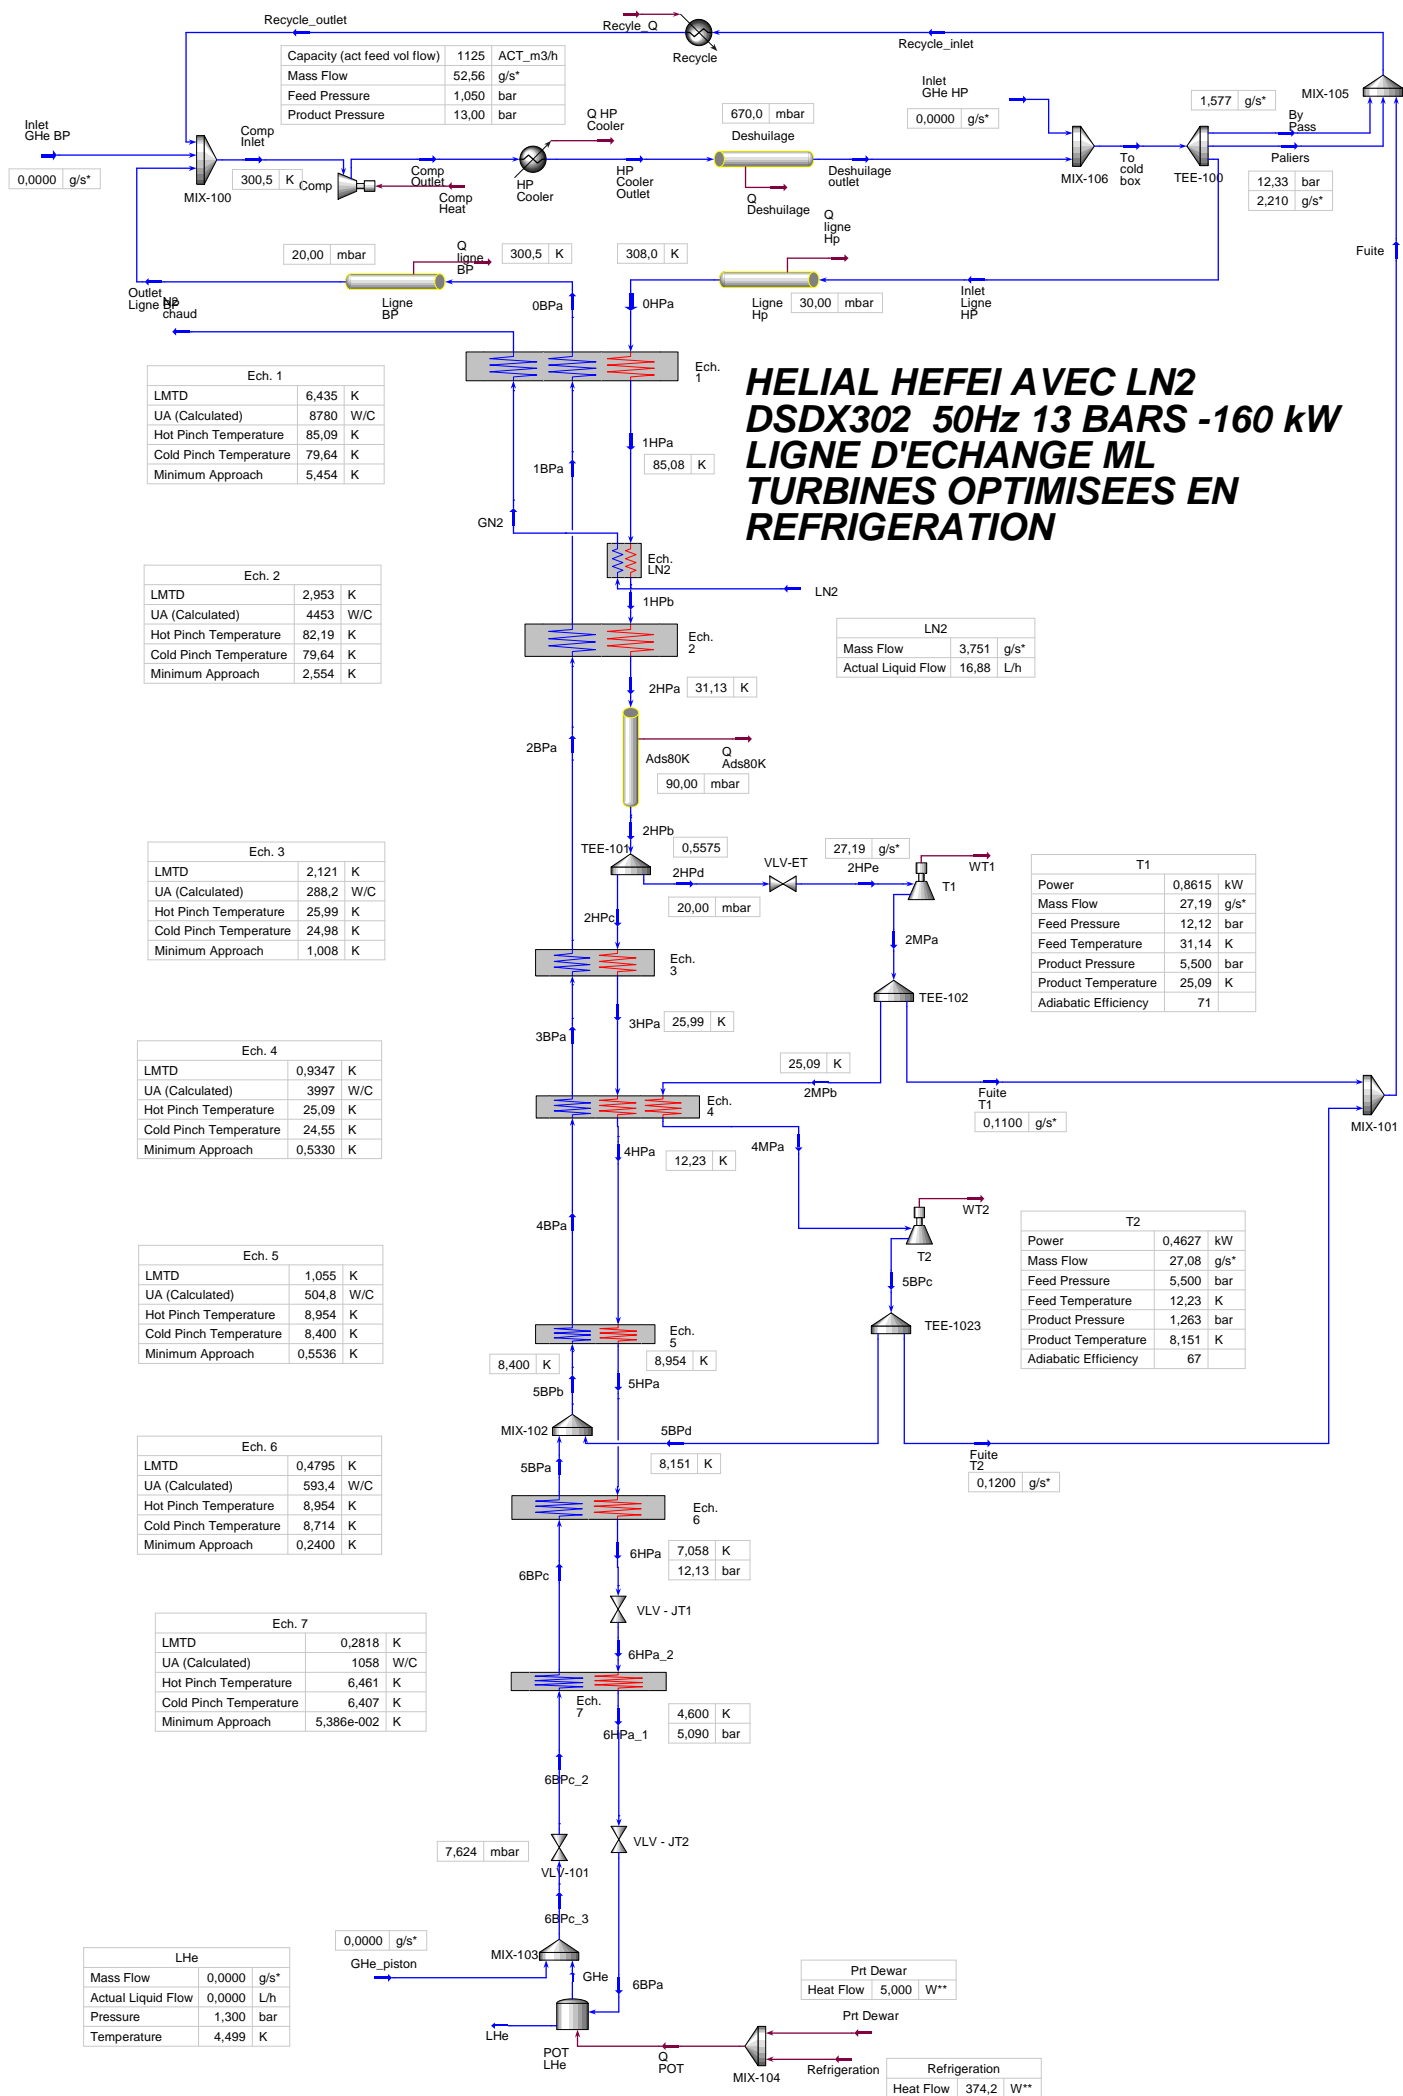 Recycle_outlet
Recyle_Q
Recycle
Recycle_inlet
Capacity (act feed vol flow) 1125 ACT_m3/h
Mass Flow 52,56 g/s*
Feed Pressure 1,050 bar
Product Pressure 13,00 bar
Inlet
GHe HP
0,0000 g/s*
1,577 g/s*
MIX-105
By
Pass
Paliers
12,33 bar
2,210 g/s*
Inlet
GHe BP
0,0000 g/s*
MIX-100
Comp
Inlet
300,5 K
Comp
Comp
Outlet
Comp
Heat
Q HP
Cooler
HP
Cooler
HP
Cooler
Outlet
670,0 mbar
Deshuilage
Q
Deshuilage
Deshuilage
outlet
MIX-106
To
cold
box
TEE-100
Fuite
20,00 mbar
Q
ligne
BP
300,5 K
308,0 K
Q
ligne
Hp
Outlet
Ligne BP
N2
chaud
Ligne
BP
0BPa
0HPa
Ligne
Hp
30,00 mbar
Inlet
Ligne
HP
Ech.
1
HELIAL HEFEI AVEC LN2
DSDX302 50Hz 13 BARS -160 kW
LIGNE D'ECHANGE ML
TURBINES OPTIMISEES EN
REFRIGERATION
Ech. 1
LMTD 6,435 K
UA (Calculated) 8780 W/C
Hot Pinch Temperature 85,09 K
Cold Pinch Temperature 79,64 K
Minimum Approach 5,454 K
1BPa
1HPa
85,08 K
GN2
Ech.
LN2
LN2
1HPb
Ech. 2
LMTD 2,953 K
UA (Calculated) 4453 W/C
Hot Pinch Temperature 82,19 K
Cold Pinch Temperature 79,64 K
Minimum Approach 2,554 K
Ech.
2
LN2
Mass Flow 3,751 g/s*
Actual Liquid Flow 16,88 L/h
2HPa 31,13 K
2BPa
Ads80K
Q
Ads80K
90,00 mbar
2HPb
TEE-101
0,5575
2HPd
VLV-ET
20,00 mbar
27,19 g/s*
2HPe
WT1
T1
2HPc
2MPa
Ech. 3
LMTD 2,121 K
UA (Calculated) 288,2 W/C
Hot Pinch Temperature 25,99 K
Cold Pinch Temperature 24,98 K
Minimum Approach 1,008 K
T1
Power 0,8615 kW
Mass Flow 27,19 g/s*
Feed Pressure 12,12 bar
Feed Temperature 31,14 K
Product Pressure 5,500 bar
Product Temperature 25,09 K
Adiabatic Efficiency 71
Ech.
3
TEE-102
3BPa
3HPa 25,99 K
Ech. 4
LMTD 0,9347 K
UA (Calculated) 3997 W/C
Hot Pinch Temperature 25,09 K
Cold Pinch Temperature 24,55 K
Minimum Approach 0,5330 K
25,09 K
2MPb
Ech.
4
Fuite
T1
0,1100 g/s*
MIX-101
4HPa
12,23 K
4MPa
4BPa
WT2
T2
5BPc
TEE-1023
T2
Power 0,4627 kW
Mass Flow 27,08 g/s*
Feed Pressure 5,500 bar
Feed Temperature 12,23 K
Product Pressure 1,263 bar
Product Temperature 8,151 K
Adiabatic Efficiency 67
Ech. 5
LMTD 1,055 K
UA (Calculated) 504,8 W/C
Hot Pinch Temperature 8,954 K
Cold Pinch Temperature 8,400 K
Minimum Approach 0,5536 K
Ech.
5
8,400 K
8,954 K
5BPb
5HPa
MIX-102
5BPd
8,151 K
5BPa
Fuite
T2
0,1200 g/s*
Ech. 6
LMTD 0,4795 K
UA (Calculated) 593,4 W/C
Hot Pinch Temperature 8,954 K
Cold Pinch Temperature 8,714 K
Minimum Approach 0,2400 K
Ech.
6
6HPa
7,058 K
12,13 bar
6BPc
VLV - JT1
6HPa_2
Ech. 7
LMTD 0,2818 K
UA (Calculated) 1058 W/C
Hot Pinch Temperature 6,461 K
Cold Pinch Temperature 6,407 K
Minimum Approach 5,386e-002 K
Ech.
7
6HPa_1
4,600 K
5,090 bar
6BPc_2
7,624 mbar
VLV-101
VLV - JT2
6BPc_3
0,0000 g/s*
GHe_piston
MIX-103
GHe
6BPa
LHe
Mass Flow 0,0000 g/s*
Actual Liquid Flow 0,0000 L/h
Pressure 1,300 bar
Temperature 4,499 K
LHe
POT
LHe
Q
POT
MIX-104
Prt Dewar
Heat Flow 5,000 W**
Prt Dewar
Refrigeration
Refrigeration
Heat Flow 374,2 W**